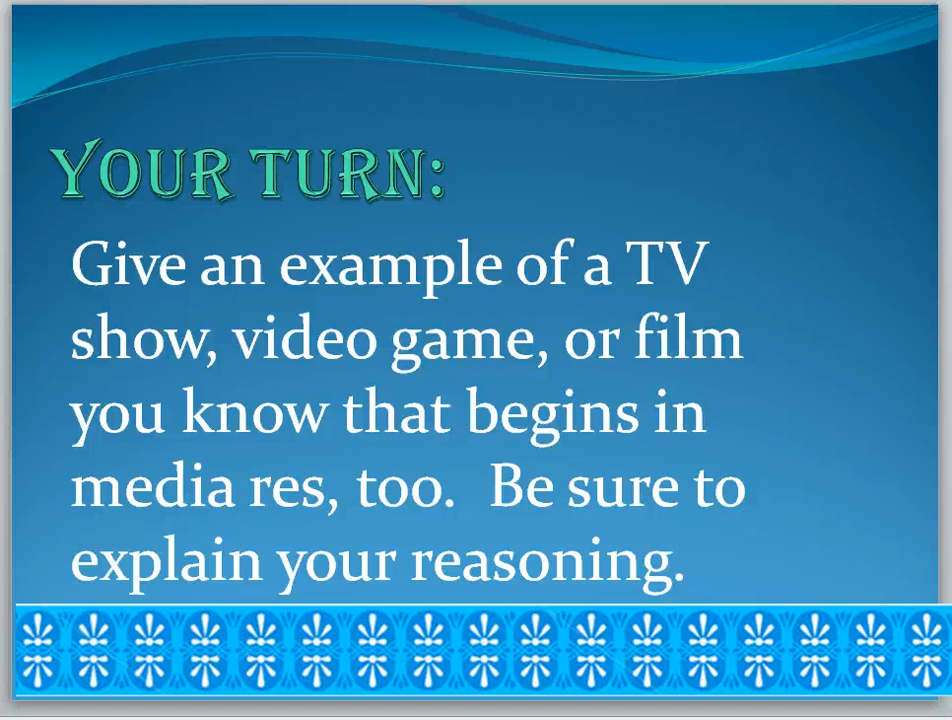 YOUR TURN:
Give an example of a TV
show, video game, or film
you know that begins in
media res, too.  Be sure to
explain your reasoning.